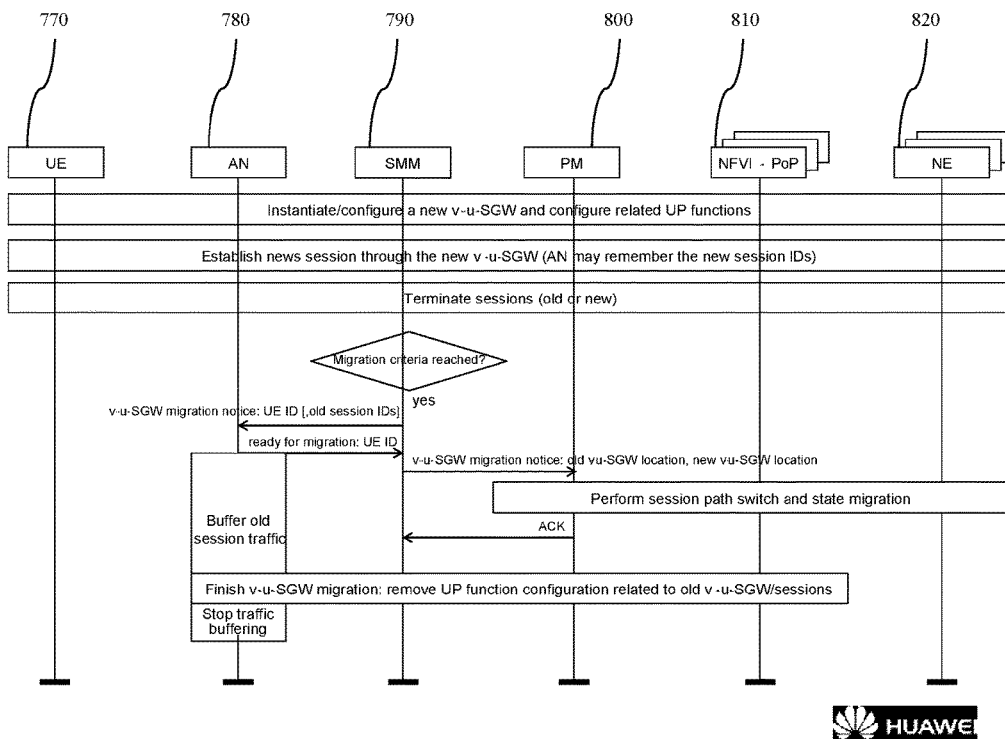 770 780 790 800 810 820
UE AN SMM PM NFVI - PoP NE
Instantiate/configure a new v-u-SGW and configure related UP functions
Establish news session through the new v-u-SGW (AN may remember the new session IDs)
Terminate sessions (old or new)
Migration criteria reached?
yes
v-u-SGW migration notice: UE ID [,old session IDs]
ready for migration: UE ID
v-u-SGW migration notice: old vu-SGW location, new vu-SGW location
Perform session path switch and state migration
Buffer old
session traffic
ACK
Finish v-u-SGW migration: remove UP function configuration related to old v-u-SGW/sessions
Stop traffic
buffering
HUAWEI